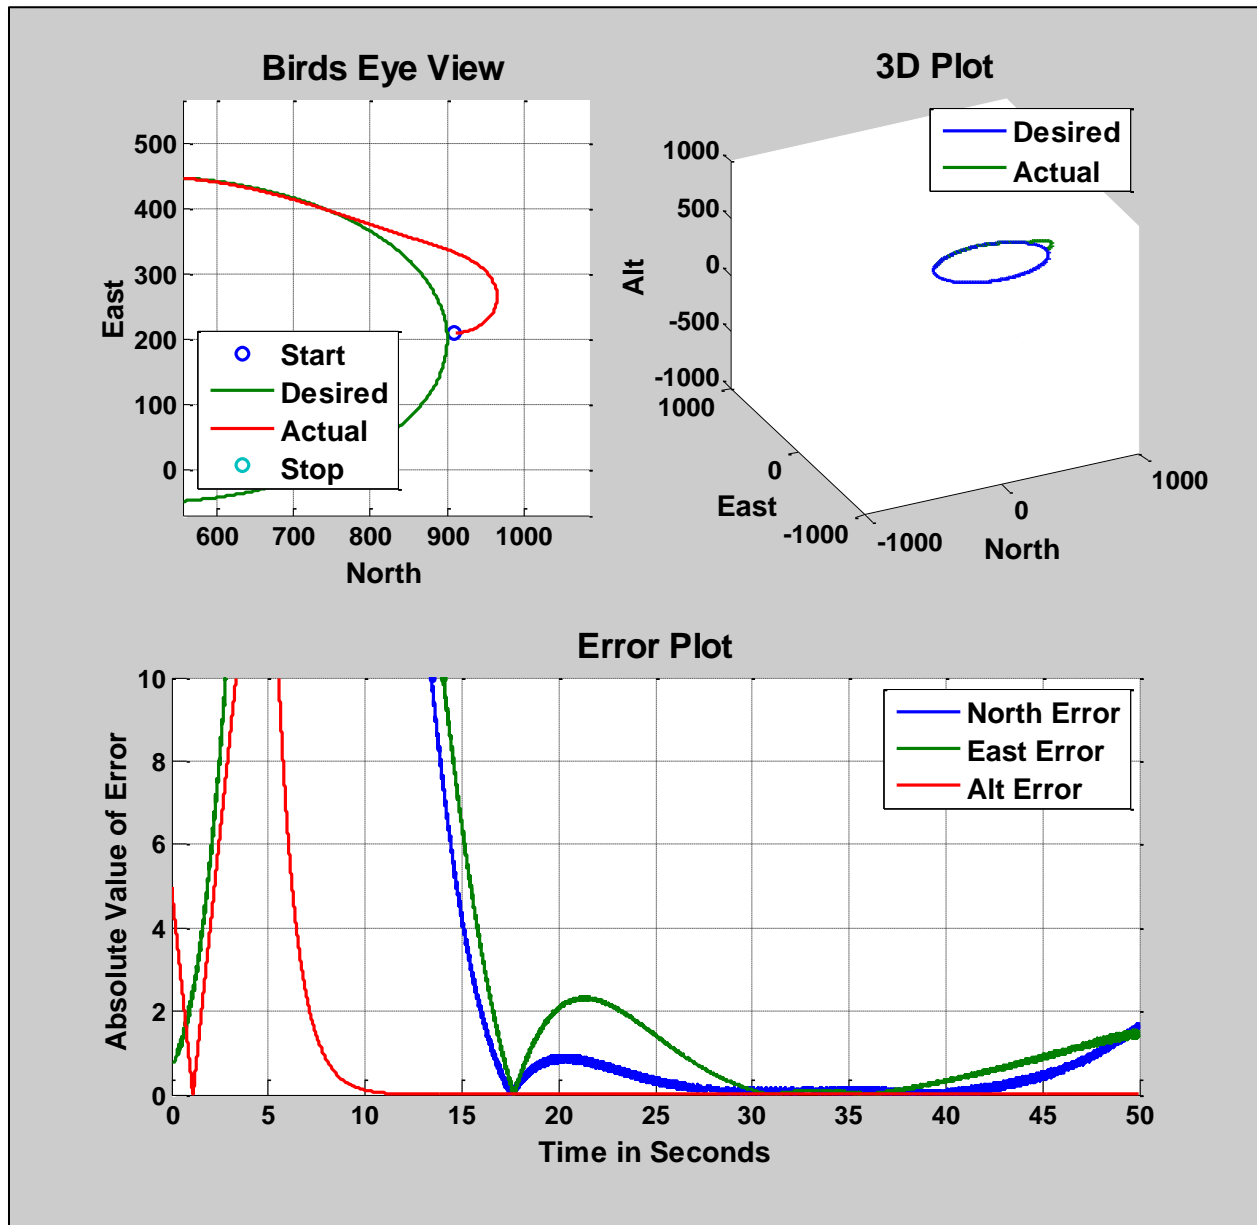 Birds Eye View
500
400
300
200
100
0
East
Start
Desired
Actual
Stop
600 700 800 900 1000
North
3D Plot
Desired
Actual
1000
500
0
-500
-1000
Alt
1000
0
-1000
East
-1000
0
1000
North
Error Plot
10
8
6
4
2
0
Absolute Value of Error
North Error
East Error
Alt Error
0 5 10 15 20 25 30 35 40 45 50
Time in Seconds